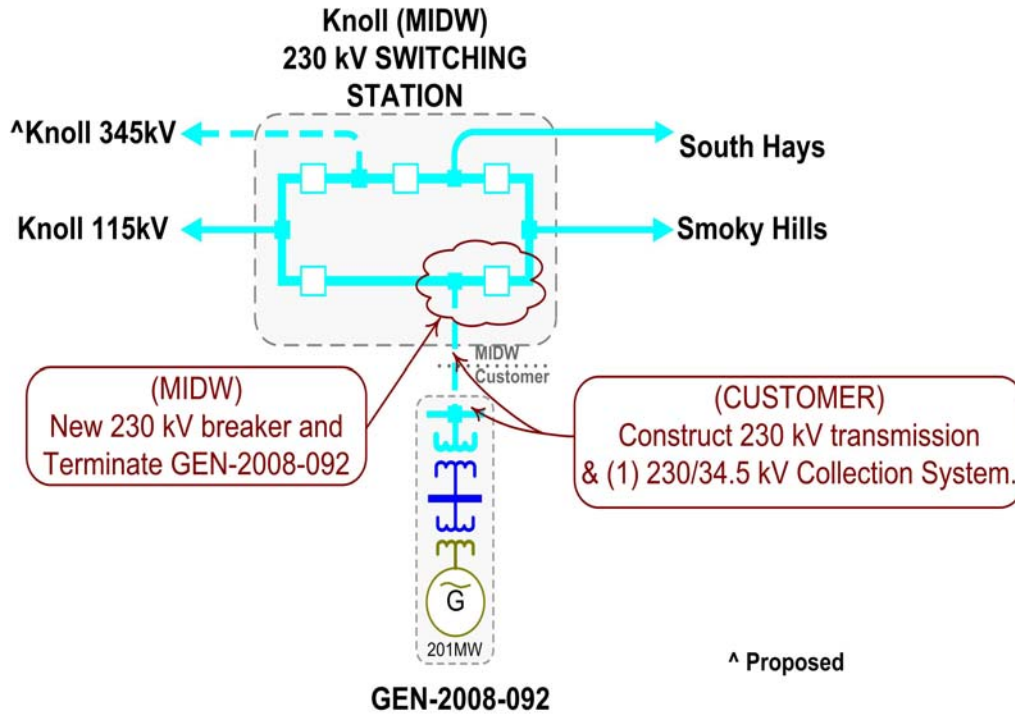 Knoll (MIDW)
230 kV SWITCHING
STATION
^Knoll 345kV
South Hays
Knoll 115kV
Smoky Hills
MIDW
Customer
(MIDW)
New 230 kV breaker and
Terminate GEN-2008-092
(CUSTOMER)
Construct 230 kV transmission
& (1) 230/34.5 kV Collection System.
G
201MW
^ Proposed
GEN-2008-092